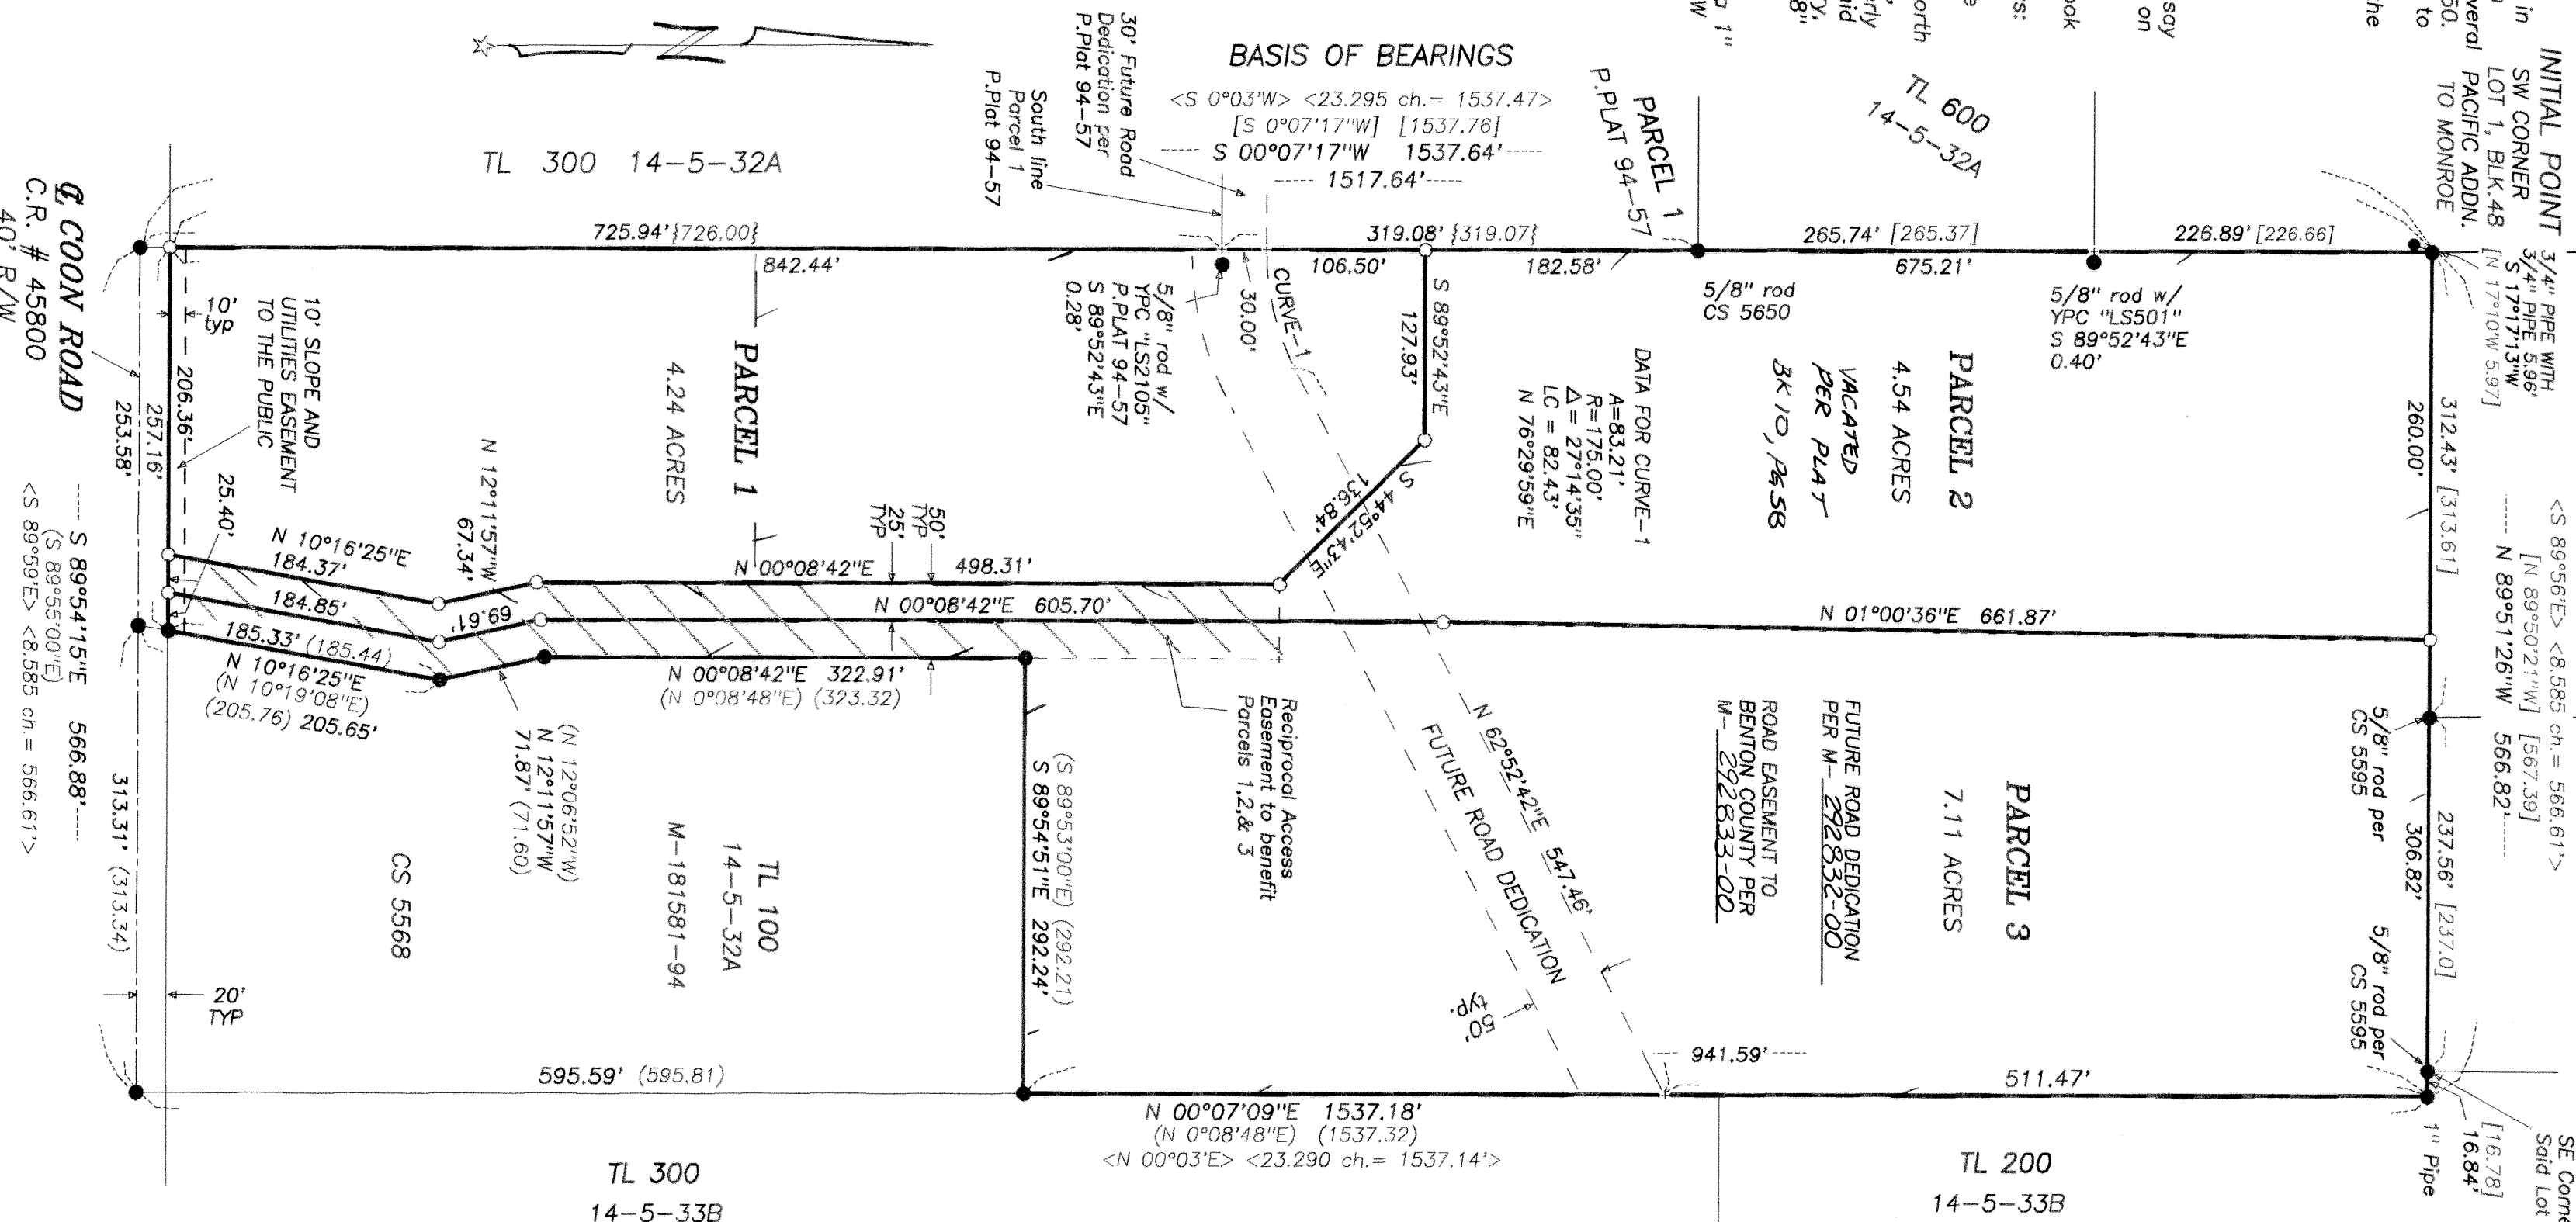 in
say
on
ook
rs:
e
orth
,
erly
aid
ry,
8"
g 1"
W
everal
50.
to
the
INITIAL POINT
SW CORNER
LOT 1, BLK.48
PACIFIC ADDN.
TO MONROE
3/4" PIPE WITH
3/4" PIPE 5.96'
S 17°17'13"W
[N 17°10'W 5.97]
N
BASIS OF BEARINGS
<S 0°03'W> <23.295 ch.= 1537.47>
[S 0°07'17"W] [1537.76]
----- S 00°07'17"W 1537.64'-----
----- 1517.64'-----
30' Future Road
Dedication per
P.Plat 94-57
South line
Parcel 1
P.Plat 94-57
PARCEL 1
P.PLAT 94-57
TL 600
14-5-32A
TL 300 14-5-32A
725.94'{726.00}
842.44'
319.08' {319.07}
106.50'
182.58'
265.74' [265.37]
675.21'
226.89' [226.66]
5/8" rod
CS 5650
5/8" rod w/
YPC "LS501"
S 89°52'43"E
0.40'
5/8" rod w/
YPC "LS2105"
P.PLAT 94-57
S 89°52'43"E
0.28'
30.00'
CURVE-1
S 89°52'43"E
127.93'
S 44°52'43"E
136.84'
DATA FOR CURVE-1
A=83.21'
R=175.00'
Δ= 27°14'35"
LC = 82.43'
N 76°29'59"E
PARCEL 2
4.54 ACRES
VACATED
PER PLAT
BK 10, PG 5B
312.43' [313.61]
260.00'
<S 89°56'E> <8.585 ch.= 566.61'>
[N 89°50'21"W] [567.39]
----- N 89°51'26"W 566.82'-----
℄ COON ROAD
C.R. # 45800
40' R/W
10'
typ
10' SLOPE AND
UTILITIES EASEMENT
TO THE PUBLIC
206.36'
257.16'
253.58'
25.40'
PARCEL 1
4.24 ACRES
N 12°11'57"W
67.34'
N 10°16'25"E
184.37'
184.85'
69.61'
185.33' (185.44)
N 10°16'25"E
(N 10°19'08"E)
(205.76) 205.65'
50'
TYP
25'
TYP
N 00°08'42"E 498.31'
N 00°08'42"E 605.70'
N 01°00'36"E 661.87'
N 00°08'42"E 322.91'
(N 0°08'48"E) (323.32)
(N 12°06'52"W)
N 12°11'57"W
71.87' (71.60)
---- S 89°54'15"E 566.88'-----
(S 89°55'00"E)
<S 89°59'E> <8.585 ch.= 566.61'>
313.31' (313.34)
20'
TYP
CS 5568
TL 100
14-5-32A
M-181581-94
(S 89°53'00"E) (292.21)
S 89°54'51"E 292.24'
Reciprocal Access
Easement to benefit
Parcels 1,2,& 3
N 62°52'42"E 547.46'
FUTURE ROAD DEDICATION
50'
typ.
FUTURE ROAD DEDICATION
PER M- 292832-00
ROAD EASEMENT TO
BENTON COUNTY PER
M- 292833-00
PARCEL 3
7.11 ACRES
5/8" rod per
CS 5595
237.56' [237.0]
306.82'
5/8" rod per
CS 5595
595.59' (595.81)
941.59'
511.47'
N 00°07'09"E 1537.18'
(N 0°08'48"E) (1537.32)
<N 00°03'E> <23.290 ch.= 1537.14'>
TL 300
14-5-33B
TL 200
14-5-33B
1" Pipe
16.84'
[16.78]
SE Corne
Said Lot